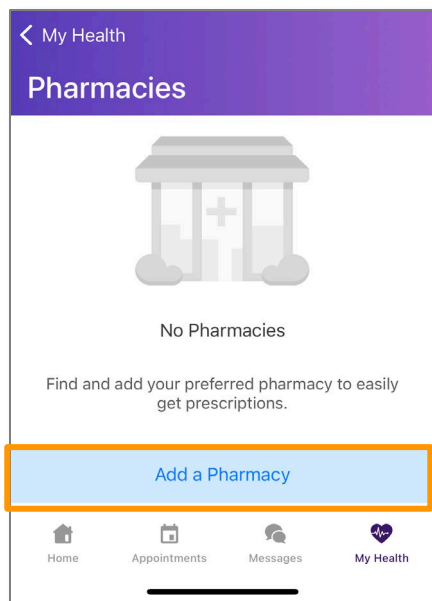 My Health
Pharmacies
No Pharmacies
Find and add your preferred pharmacy to easily
get prescriptions.
Add a Pharmacy
Home
Appointments
Messages
My Health